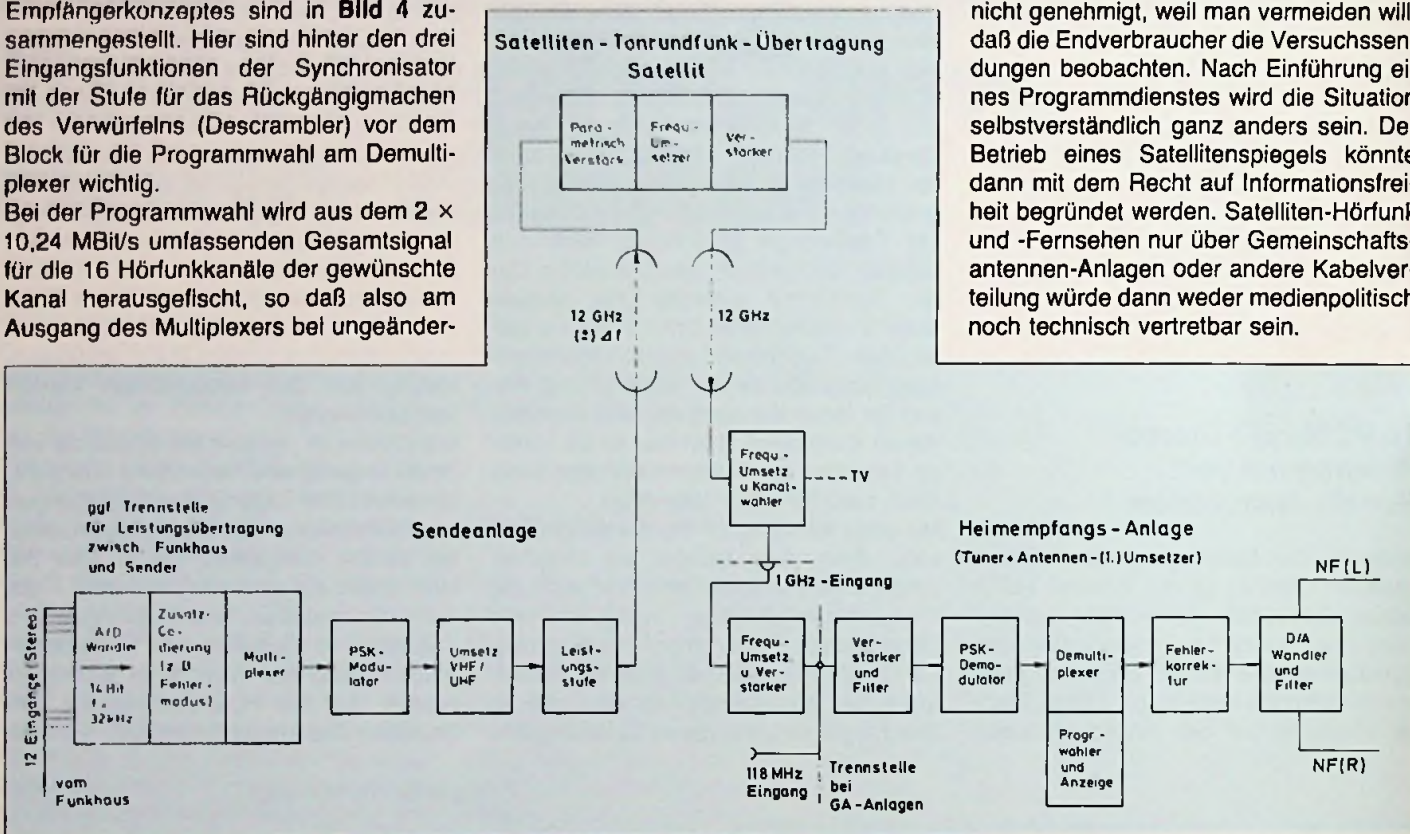 Empfängerkonzeptes sind in Bild 4 zu-
sammengestellt. Hier sind hinter den drei
Eingangsfunktionen der Synchronisator
mit der Stufe für das Rückgängigmachen
des Verwürfelns (Descrambler) vor dem
Block für die Programmwahl am Demulti-
plexer wichtig.
Bei der Programmwahl wird aus dem 2 ×
10,24 MBit/s umfassenden Gesamtsignal
für die 16 Hörfunkkanäle der gewünschte
Kanal herausgefischt, so daß also am
Ausgang des Multiplexers bei ungeänder-
nicht genehmigt, weil man vermeiden will
daß die Endverbraucher die Versuchssen
dungen beobachten. Nach Einführung ei
nes Programmdienstes wird die Situation
selbstverständlich ganz anders sein. De
Betrieb eines Satellitenspiegels könnte
dann mit dem Recht auf Informationsfrei
heit begründet werden. Satelliten-Hörfunk
und -Fernsehen nur über Gemeinschafts
antennen-Anlagen oder andere Kabelver
teilung würde dann weder medienpolitisch
noch technisch vertretbar sein.
Satelliten - Tonrundfunk - Übertragung
Satellit
Para -
metrisch
Verstärk
Frequ -
Um -
setzer
Ver -
stärker
12 GHz
(±) Δf
12 GHz
Frequ -
Umsetz
u Kanal-
wähler
TV
1 GHz - Eingang
ggf Trennstelle
für Leistungsübertragung
zwisch. Funkhaus
und Sender
Sendeanlage
12 Eingänge (Stereo)
vom
Funkhaus
A/D
Wandle
f =
32 kHz
Zusatz-
Co -
dierung
(z B
Fehler -
modus)
Multi -
plexer
PSK -
Modu -
lator
Umsetz
VHF /
UHF
Leist -
ungs -
stufe
Heimempfangs - Anlage
(Tuner + Antennen - (1.) Umsetzer)
Frequ -
Umsetz
u Ver -
stärker
118 MHz
Eingang
Trennstelle
bei
GA - Anlagen
Ver -
stärker
und
Filter
PSK -
Demo -
dulator
Demulti -
plexer
Progr -
wähler
und
Anzeige
Fehler -
korrek -
tur
D/A
Wandler
und
Filter
NF (L)
NF (R)